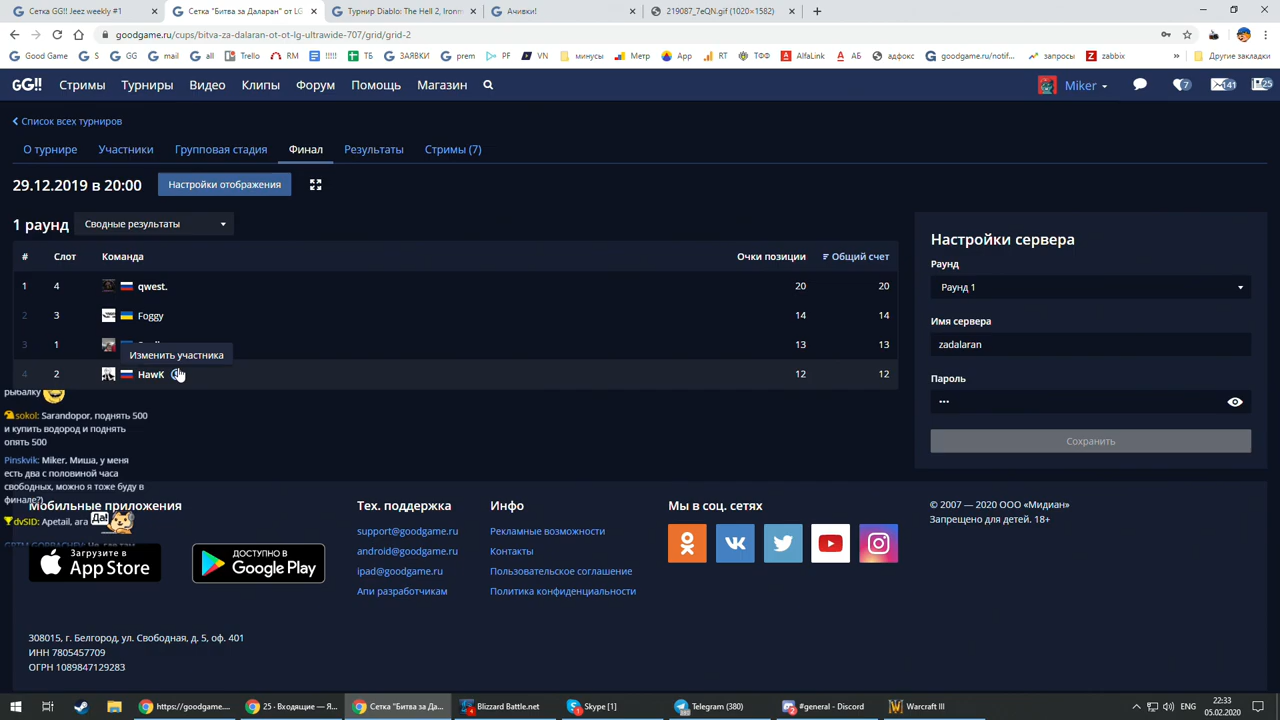 Сетка GG!! Jeez weekly #1
Сетка "Битва за Даларан" от LG
Турнир Diablo: The Hell 2, Ironm
Ачивки!
219087_7eQN.gif (1020×1582)
goodgame.ru/cups/bitva-za-dalaran-ot-ot-lg-ultrawide-707/grid/grid-2
Good Game
S
GG
mail
all
Trello
RM
!!!!
ТБ
ЗАЯВКИ
prem
PF
VN
минусы
Метр
App
RT
ТФФ
AlfaLink
АБ
адфокс
goodgame.ru/notif...
запросы
zabbix
»
Другие закладки
GG!!
Стримы
Турниры
Видео
Клипы
Форум
Помощь
Магазин
Miker
7
141
25
Список всех турниров
О турнире
Участники
Групповая стадия
Финал
Результаты
Стримы (7)
29.12.2019 в 20:00
Настройки отображения
1 раунд
Сводные результаты
# Слот Команда Очки позиции Общий счет
1 4 qwest. 20 20
2 3 Foggy 14 14
3 1 13 13
Изменить участника
4 2 HawK 12 12
Настройки сервера
Раунд
Раунд 1
Имя сервера
zadalaran
Пароль
•••
Сохранить
рыбалку
sokol: Sarandopor, поднять 500
и купить водород и поднять
опять 500
Pinskvik: Miker, Миша, у меня
есть два с половиной часа
свободных, можно я тоже буду в
финале?)
dvSID: Apetail, ага
Да!
Мобильные приложения
Загрузите в
App Store
ДОСТУПНО В
Google Play
Тех. поддержка
support@goodgame.ru
android@goodgame.ru
ipad@goodgame.ru
Апи разработчикам
Инфо
Рекламные возможности
Контакты
Пользовательское соглашение
Политика конфиденциальности
Мы в соц. сетях
© 2007 — 2020 ООО «Мидиан»
Запрещено для детей. 18+
308015, г. Белгород, ул. Свободная, д. 5, оф. 401
ИНН 7805457709
ОГРН 1089847129283
https://goodgame....
25 · Входящие — Я...
Сетка "Битва за Да...
Blizzard Battle.net
Skype [1]
Telegram (380)
#general - Discord
Warcraft III
ENG
22:33
05.02.2020